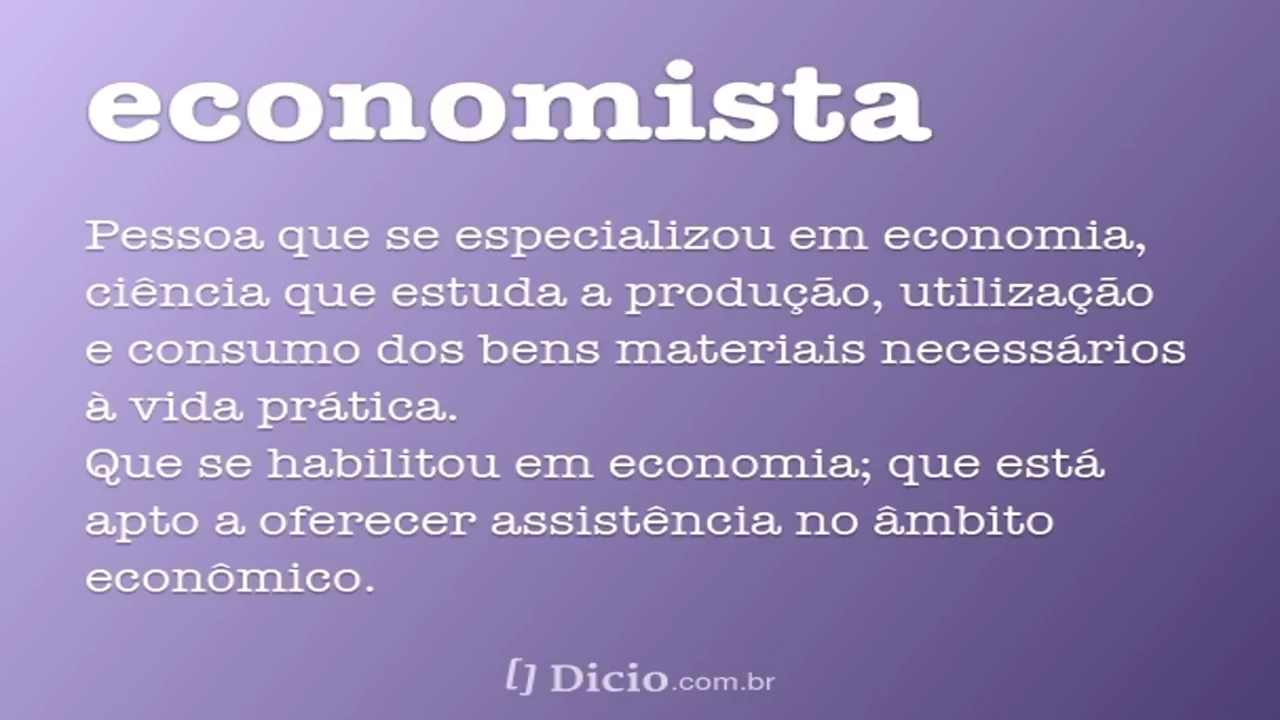 economista
Pessoa que se especializou em economia,
ciência que estuda a produção, utilização
e consumo dos bens materiais necessários
à vida prática.
Que se habilitou em economia; que está
apto a oferecer assistência no âmbito
econômico.
[] Dicio.com.br